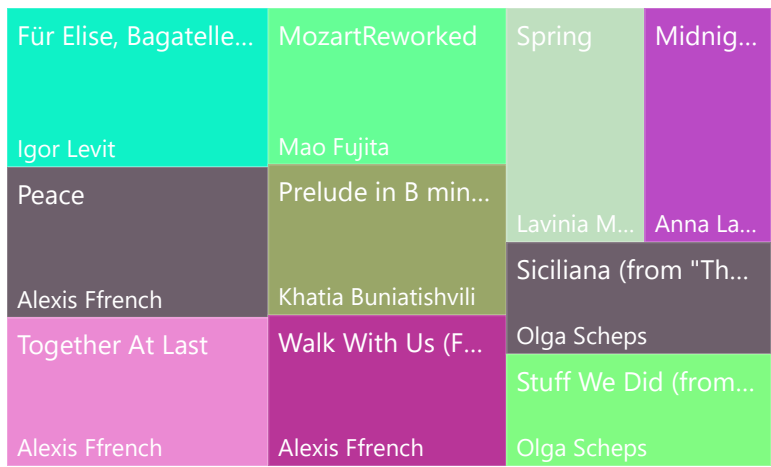 Für Elise, Bagatelle...
Igor Levit
Peace
Alexis Ffrench
Together At Last
Alexis Ffrench
MozartReworked
Mao Fujita
Prelude in B min...
Khatia Buniatishvili
Walk With Us (F...
Alexis Ffrench
Spring
Lavinia M...
Midnig...
Anna La...
Siciliana (from "Th...
Olga Scheps
Stuff We Did (from...
Olga Scheps